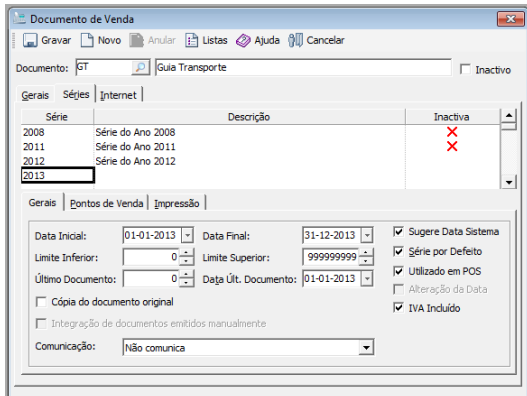 Documento de Venda
Gravar Novo Anular Listas Ajuda Cancelar
Documento: GT Guia Transporte Inactivo
Gerais Séries Internet
Série Descrição Inactiva
2008 Série do Ano 2008
2011 Série do Ano 2011
2012 Série do Ano 2012
2013
Gerais Pontos de Venda Impressão
Data Inicial: 01-01-2013 Data Final: 31-12-2013 Sugere Data Sistema
Limite Inferior: 0 Limite Superior: 999999999 Série por Defeito
Último Documento: 0 Data Últ. Documento: 01-01-2013 Utilizado em POS
Cópia do documento original Alteração da Data
Integração de documentos emitidos manualmente IVA Incluído
Comunicação: Não comunica